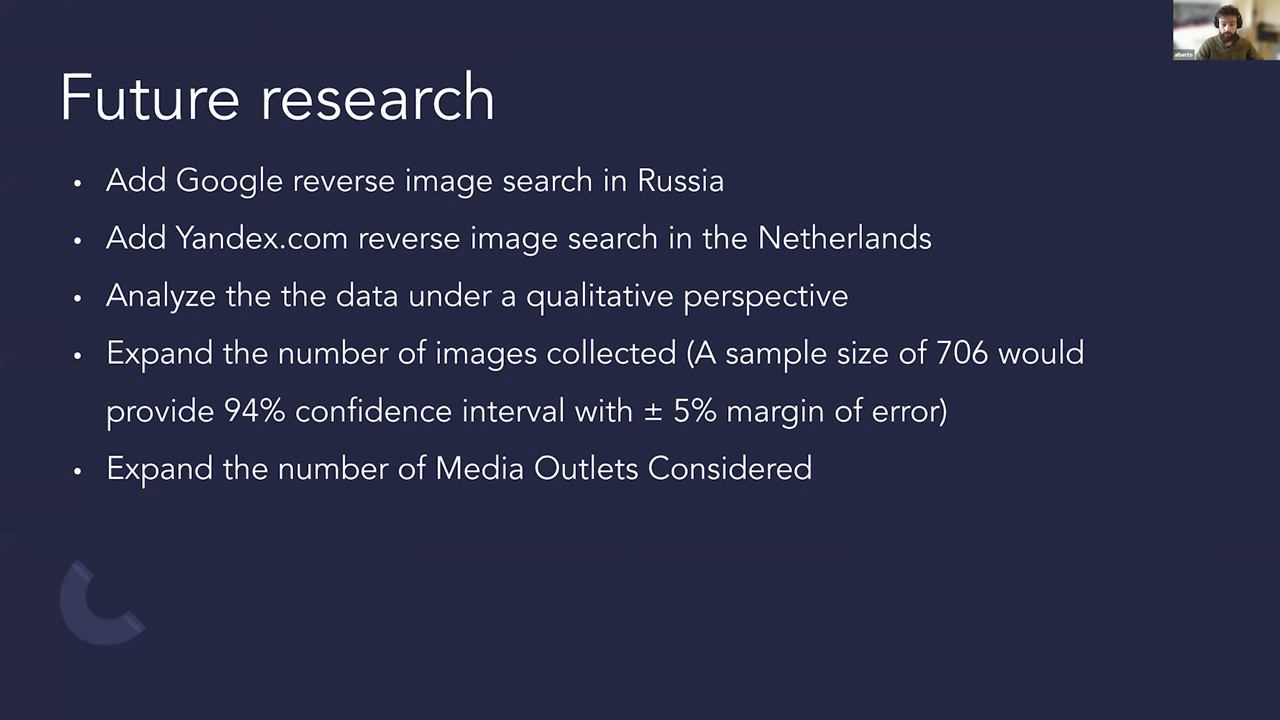 alberto
Future research
• Add Google reverse image search in Russia
• Add Yandex.com reverse image search in the Netherlands
• Analyze the the data under a qualitative perspective
• Expand the number of images collected (A sample size of 706 would
provide 94% confidence interval with ± 5% margin of error)
• Expand the number of Media Outlets Considered